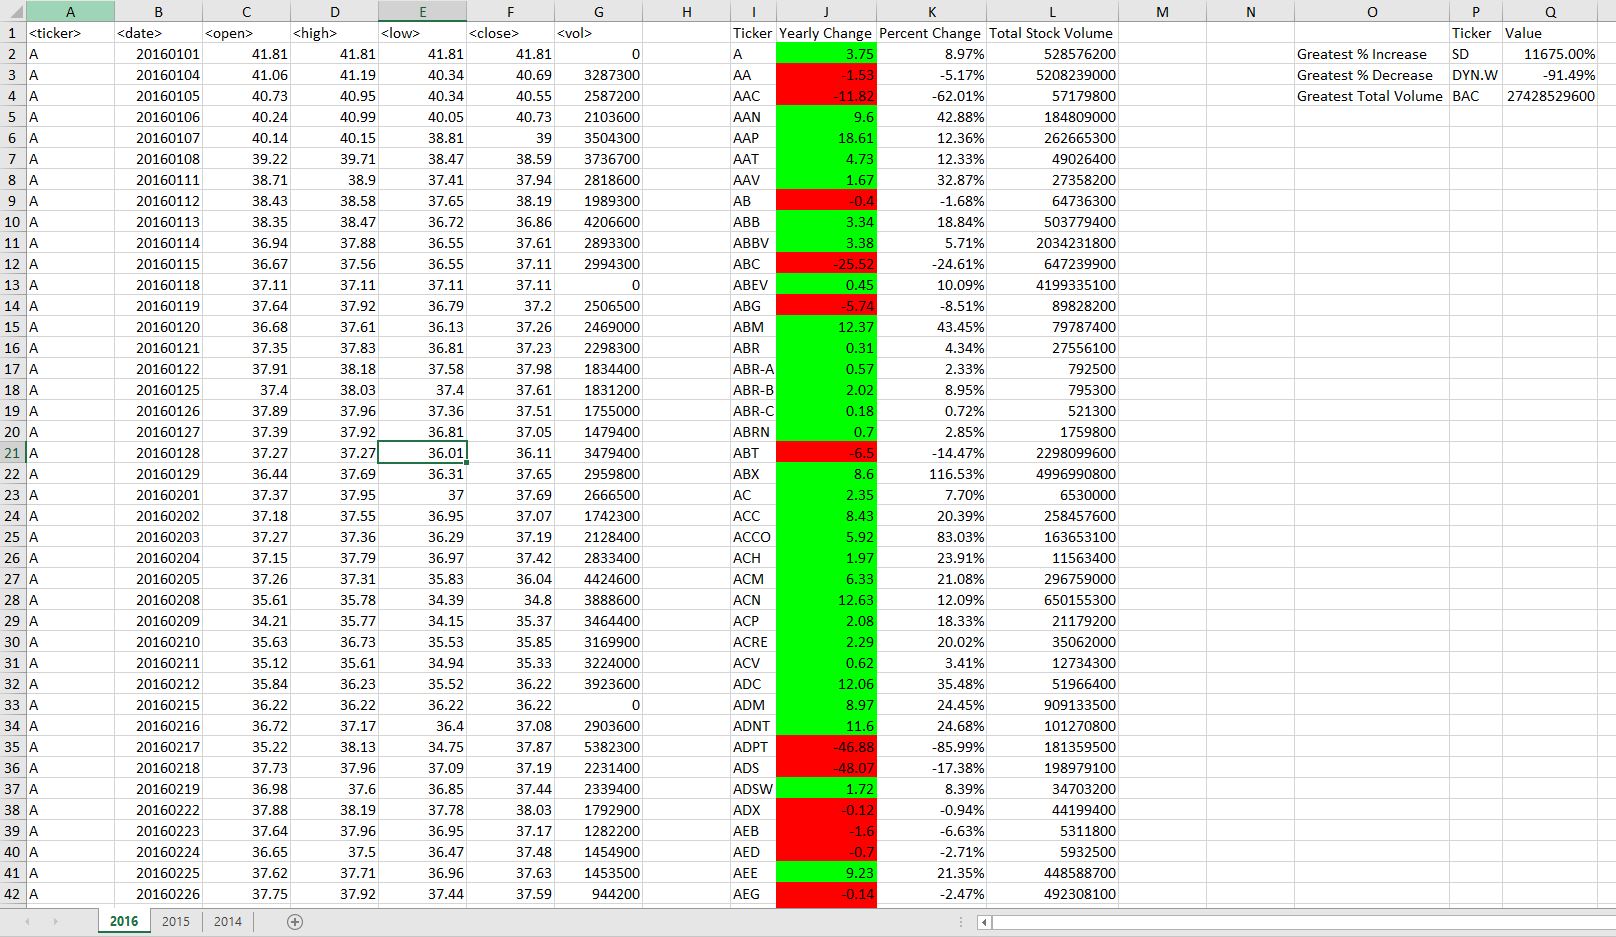 A B C D E F G H I J K L M N O P Q
1 <ticker> <date> <open> <high> <low> <close> <vol> Ticker Yearly Change Percent Change Total Stock Volume Ticker Value
2 A 20160101 41.81 41.81 41.81 41.81 0 A 3.75 8.97% 528576200 Greatest % Increase SD 11675.00%
3 A 20160104 41.06 41.19 40.34 40.69 3287300 AA -1.53 -5.17% 5208239000 Greatest % Decrease DYN.W -91.49%
4 A 20160105 40.73 40.95 40.34 40.55 2587200 AAC -11.82 -62.01% 57179800 Greatest Total Volume BAC 27428529600
5 A 20160106 40.24 40.99 40.05 40.73 2103600 AAN 9.6 42.88% 184809000
6 A 20160107 40.14 40.15 38.81 39 3504300 AAP 18.61 12.36% 262665300
7 A 20160108 39.22 39.71 38.47 38.59 3736700 AAT 4.73 12.33% 49026400
8 A 20160111 38.71 38.9 37.41 37.94 2818600 AAV 1.67 32.87% 27358200
9 A 20160112 38.43 38.58 37.65 38.19 1989300 AB -0.4 -1.68% 64736300
10 A 20160113 38.35 38.47 36.72 36.86 4206600 ABB 3.34 18.84% 503779400
11 A 20160114 36.94 37.88 36.55 37.61 2893300 ABBV 3.38 5.71% 2034231800
12 A 20160115 36.67 37.56 36.55 37.11 2994300 ABC -25.52 -24.61% 647239900
13 A 20160118 37.11 37.11 37.11 37.11 0 ABEV 0.45 10.09% 4199335100
14 A 20160119 37.64 37.92 36.79 37.2 2506500 ABG -5.74 -8.51% 89828200
15 A 20160120 36.68 37.61 36.13 37.26 2469000 ABM 12.37 43.45% 79787400
16 A 20160121 37.35 37.83 36.81 37.23 2298300 ABR 0.31 4.34% 27556100
17 A 20160122 37.91 38.18 37.58 37.98 1834400 ABR-A 0.57 2.33% 792500
18 A 20160125 37.4 38.03 37.4 37.61 1831200 ABR-B 2.02 8.95% 795300
19 A 20160126 37.89 37.96 37.36 37.51 1755000 ABR-C 0.18 0.72% 521300
20 A 20160127 37.39 37.92 36.81 37.05 1479400 ABRN 0.7 2.85% 1759800
21 A 20160128 37.27 37.27 36.01 36.11 3479400 ABT -6.5 -14.47% 2298099600
22 A 20160129 36.44 37.69 36.31 37.65 2959800 ABX 8.6 116.53% 4996990800
23 A 20160201 37.37 37.95 37 37.69 2666500 AC 2.35 7.70% 6530000
24 A 20160202 37.18 37.55 36.95 37.07 1742300 ACC 8.43 20.39% 258457600
25 A 20160203 37.27 37.36 36.29 37.19 2128400 ACCO 5.92 83.03% 163653100
26 A 20160204 37.15 37.79 36.97 37.42 2833400 ACH 1.97 23.91% 11563400
27 A 20160205 37.26 37.31 35.83 36.04 4424600 ACM 6.33 21.08% 296759000
28 A 20160208 35.61 35.78 34.39 34.8 3888600 ACN 12.63 12.09% 650155300
29 A 20160209 34.21 35.77 34.15 35.37 3464400 ACP 2.08 18.33% 21179200
30 A 20160210 35.63 36.73 35.53 35.85 3169900 ACRE 2.29 20.02% 35062000
31 A 20160211 35.12 35.61 34.94 35.33 3224000 ACV 0.62 3.41% 12734300
32 A 20160212 35.84 36.23 35.52 36.22 3923600 ADC 12.06 35.48% 51966400
33 A 20160215 36.22 36.22 36.22 36.22 0 ADM 8.97 24.45% 909133500
34 A 20160216 36.72 37.17 36.4 37.08 2903600 ADNT 11.6 24.68% 101270800
35 A 20160217 35.22 38.13 34.75 37.87 5382300 ADPT -46.88 -85.99% 181359500
36 A 20160218 37.73 37.96 37.09 37.19 2231400 ADS -48.07 -17.38% 198979100
37 A 20160219 36.98 37.6 36.85 37.44 2339400 ADSW 1.72 8.39% 34703200
38 A 20160222 37.88 38.19 37.78 38.03 1792900 ADX -0.12 -0.94% 44199400
39 A 20160223 37.64 37.96 36.95 37.17 1282200 AEB -1.6 -6.63% 5311800
40 A 20160224 36.65 37.5 36.47 37.48 1454900 AED -0.7 -2.71% 5932500
41 A 20160225 37.62 37.71 36.96 37.63 1453500 AEE 9.23 21.35% 448588700
42 A 20160226 37.75 37.92 37.44 37.59 944200 AEG -0.14 -2.47% 492308100
2016 2015 2014